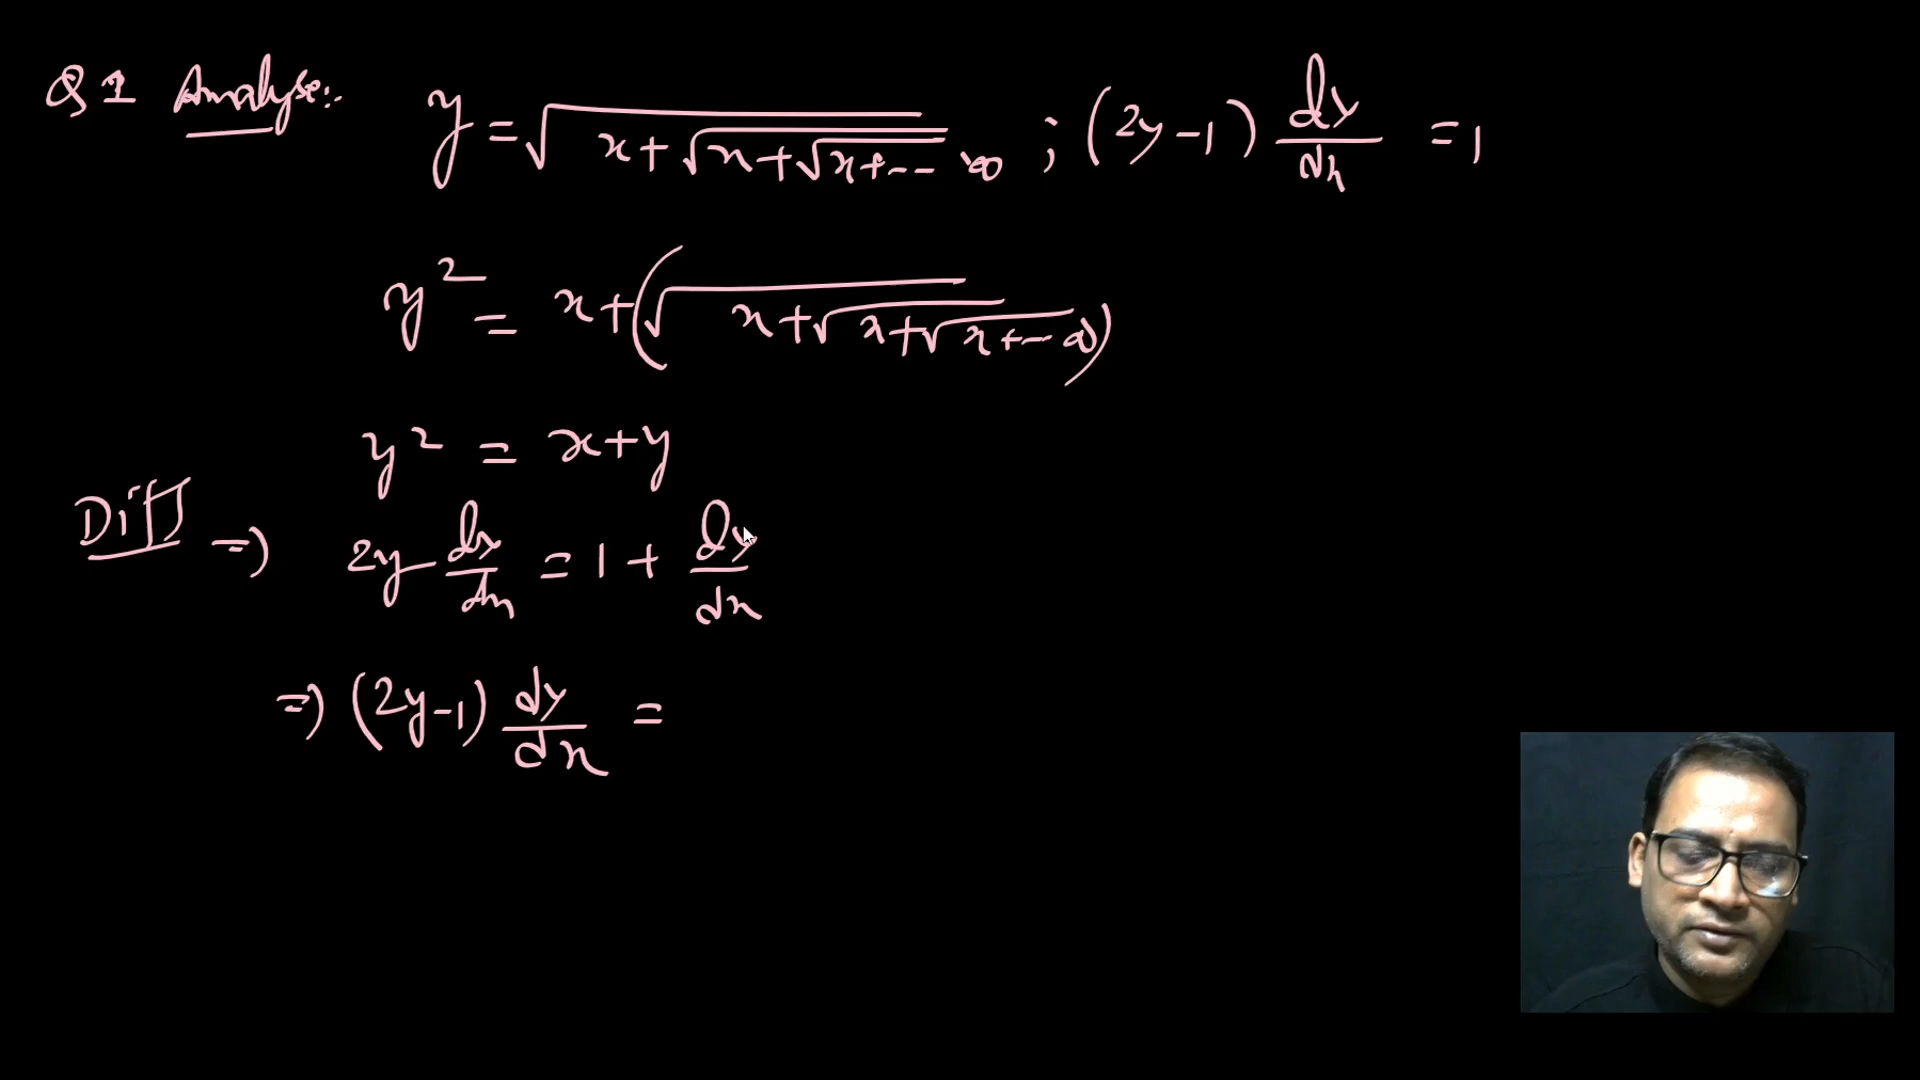 Q 1 Analyse:- y = √x + √x + √x + --- ∞ ; (2y - 1) dy/dx = 1
y² = x + (√x + √x + √x + --- ∞)
y² = x + y
Diff => 2y dy/dx = 1 + dy/dx
=> (2y - 1) dy/dx =